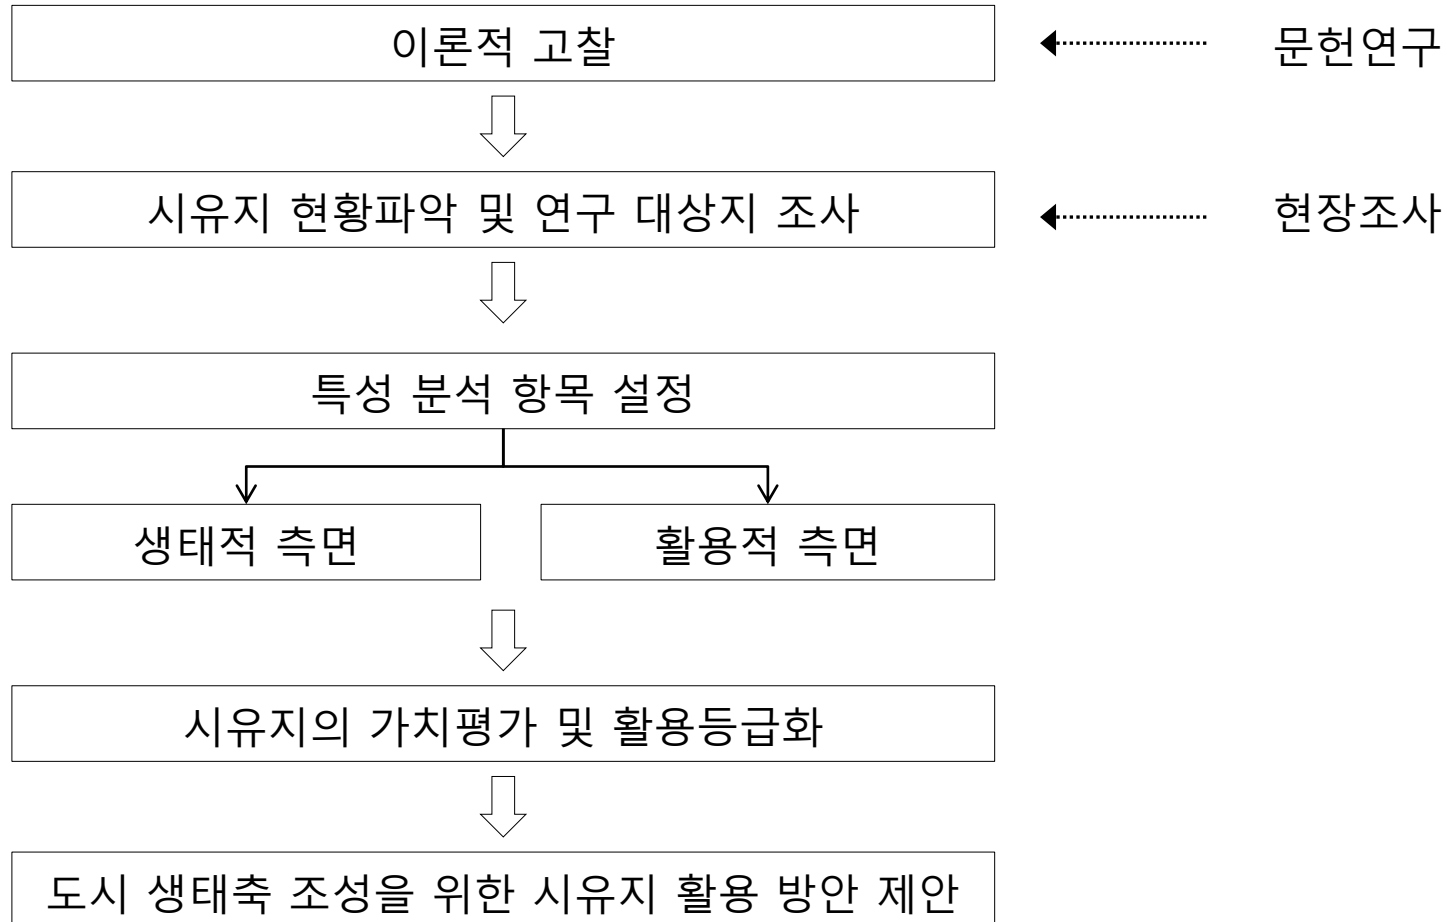 이론적 고찰
문헌연구
시유지 현황파악 및 연구 대상지 조사
현장조사
특성 분석 항목 설정
생태적 측면
활용적 측면
시유지의 가치평가 및 활용등급화
도시 생태축 조성을 위한 시유지 활용 방안 제안